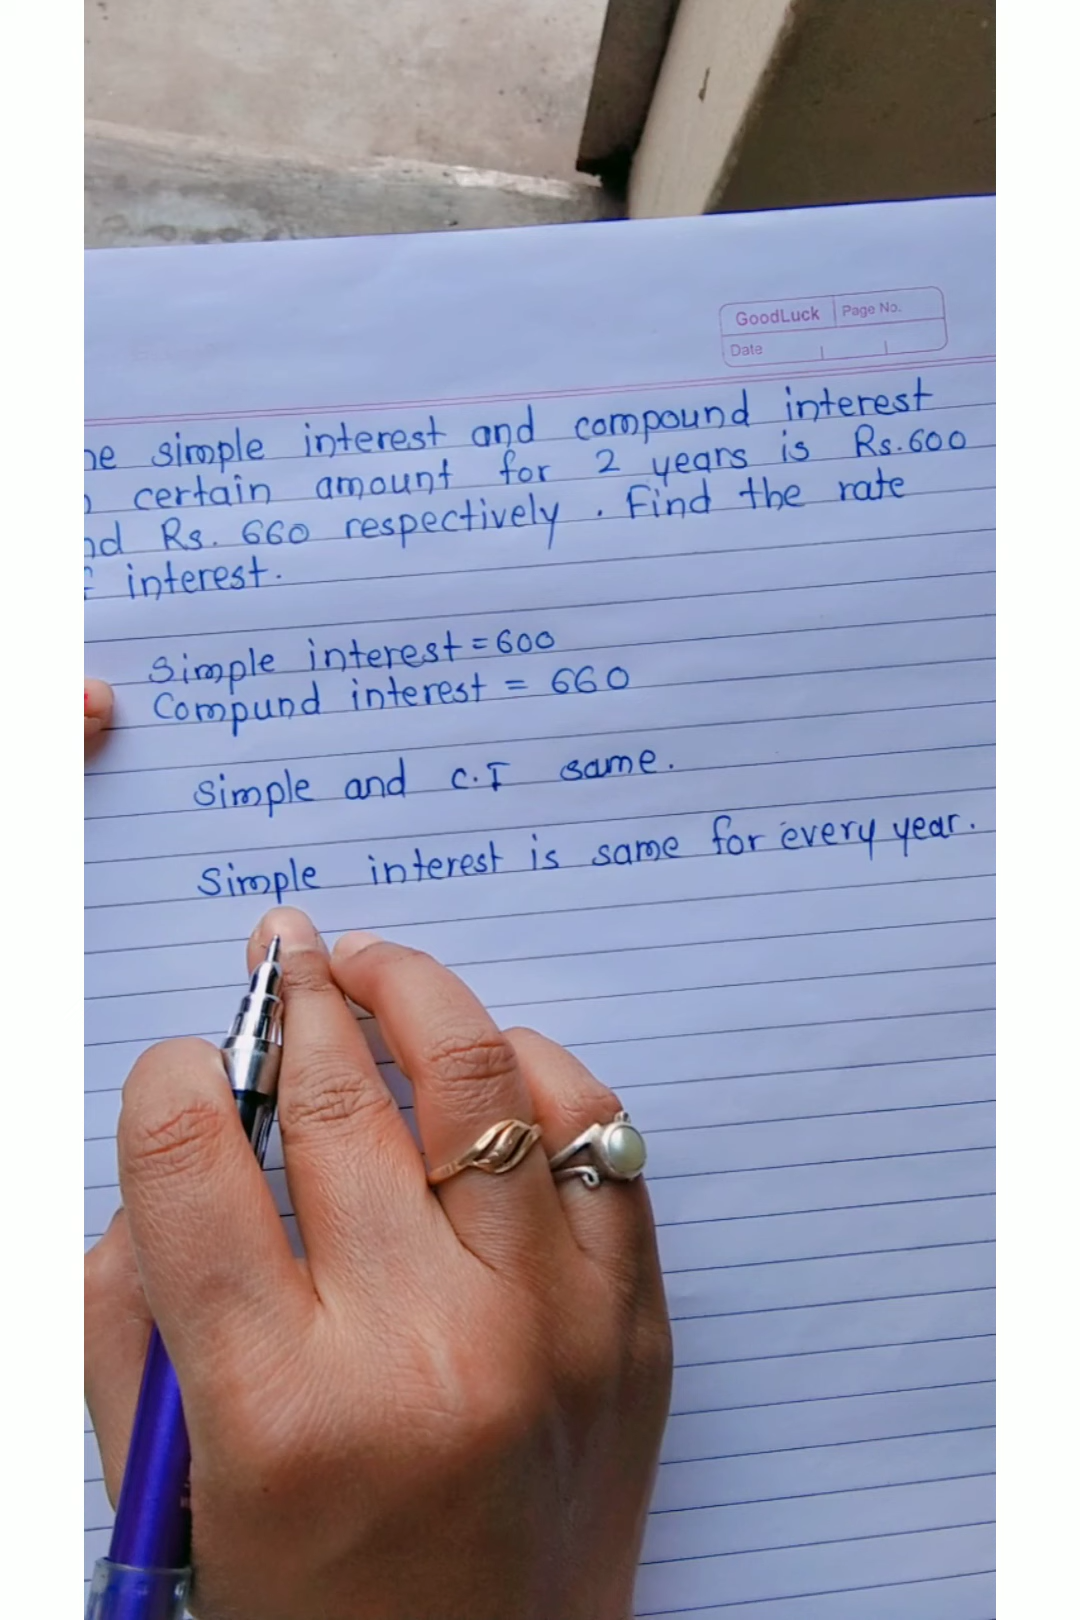 GoodLuck Page No.
Date
he simple interest and compound interest
certain amount for 2 years is Rs.600
nd Rs. 660 respectively. Find the rate
interest.
Simple interest = 600
Compund interest = 660
Simple and C.I same.
Simple interest is same for every year.